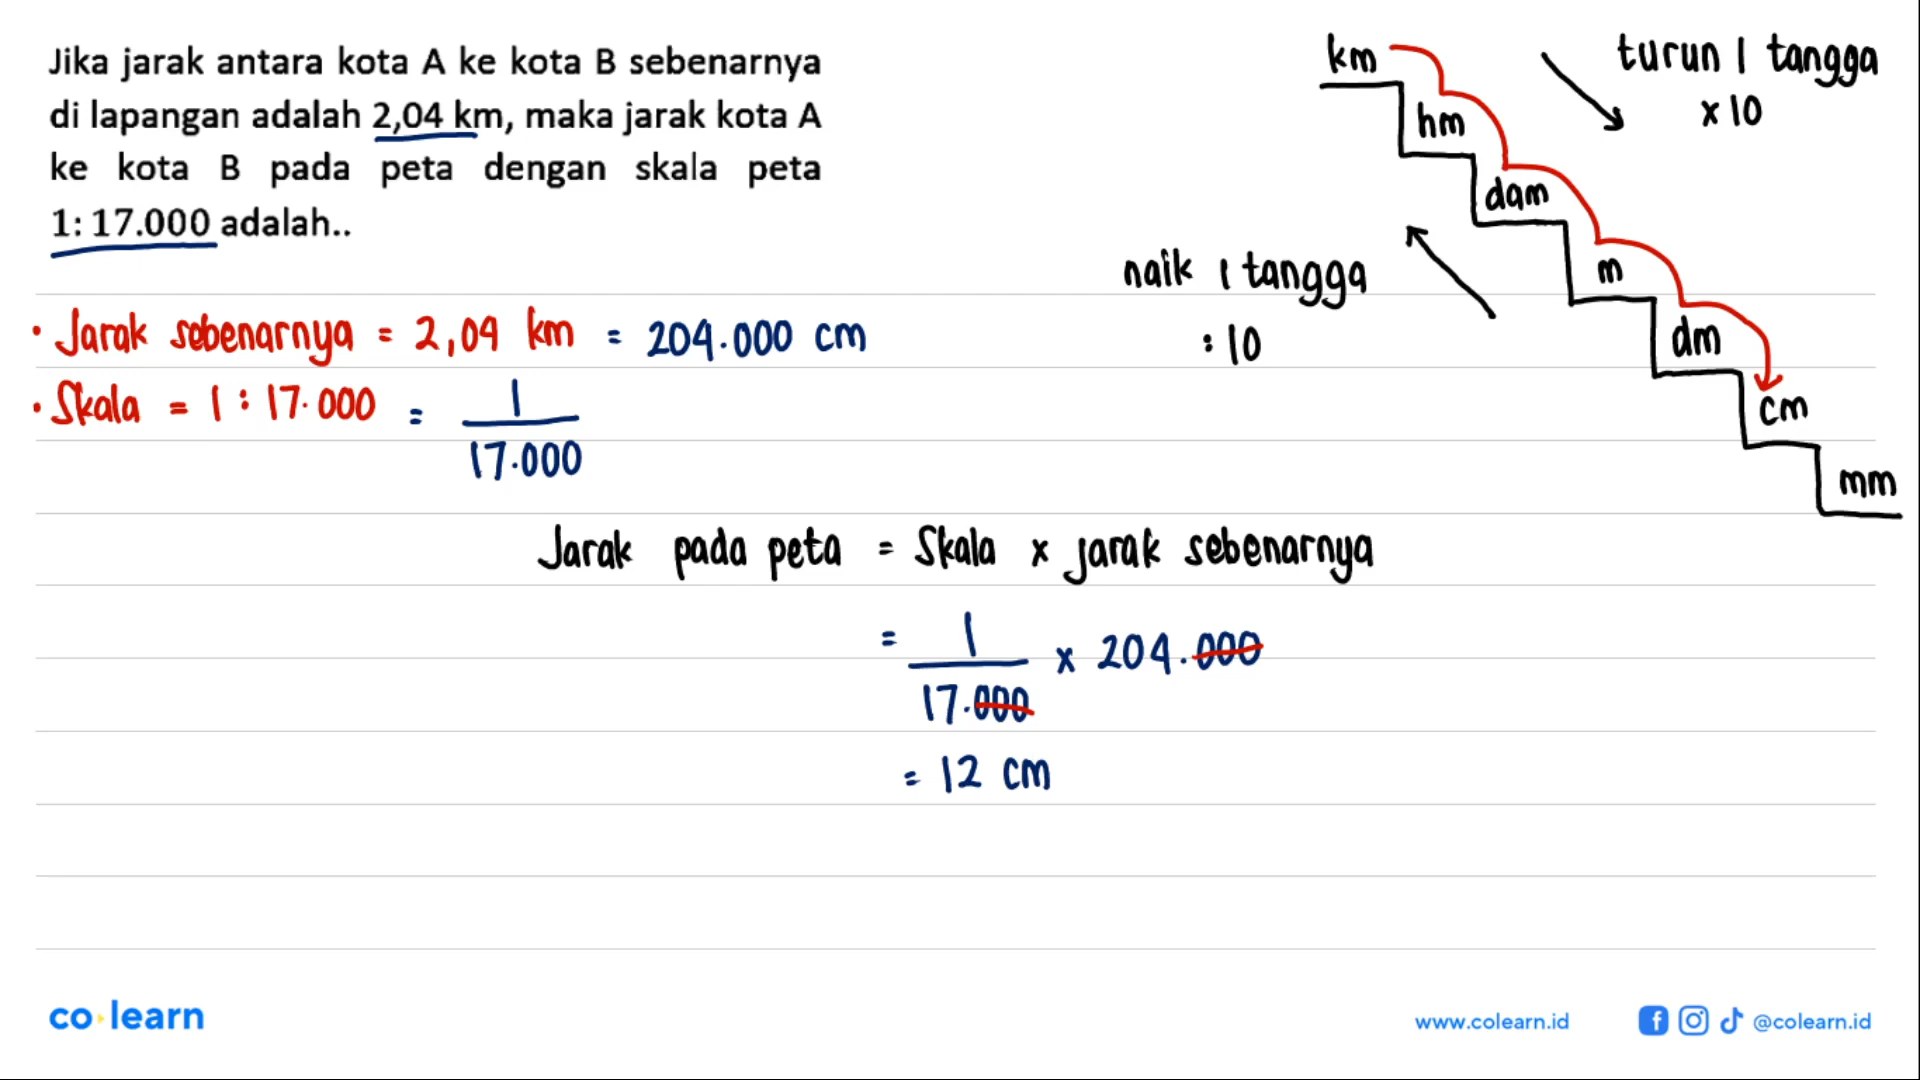 Jika jarak antara kota A ke kota B sebenarnya
di lapangan adalah 2,04 km, maka jarak kota A
ke kota B pada peta dengan skala peta
1: 17.000 adalah..
• Jarak sebenarnya = 2,04 km = 204.000 cm
• Skala = 1 : 17.000 = 1
17.000
km
hm
dam
m
dm
cm
mm
turun 1 tangga
x 10
naik 1 tangga
: 10
Jarak pada peta = Skala x jarak sebenarnya
= 1 x 204.000
17.000
= 12 cm
co learn
www.colearn.id
@colearn.id